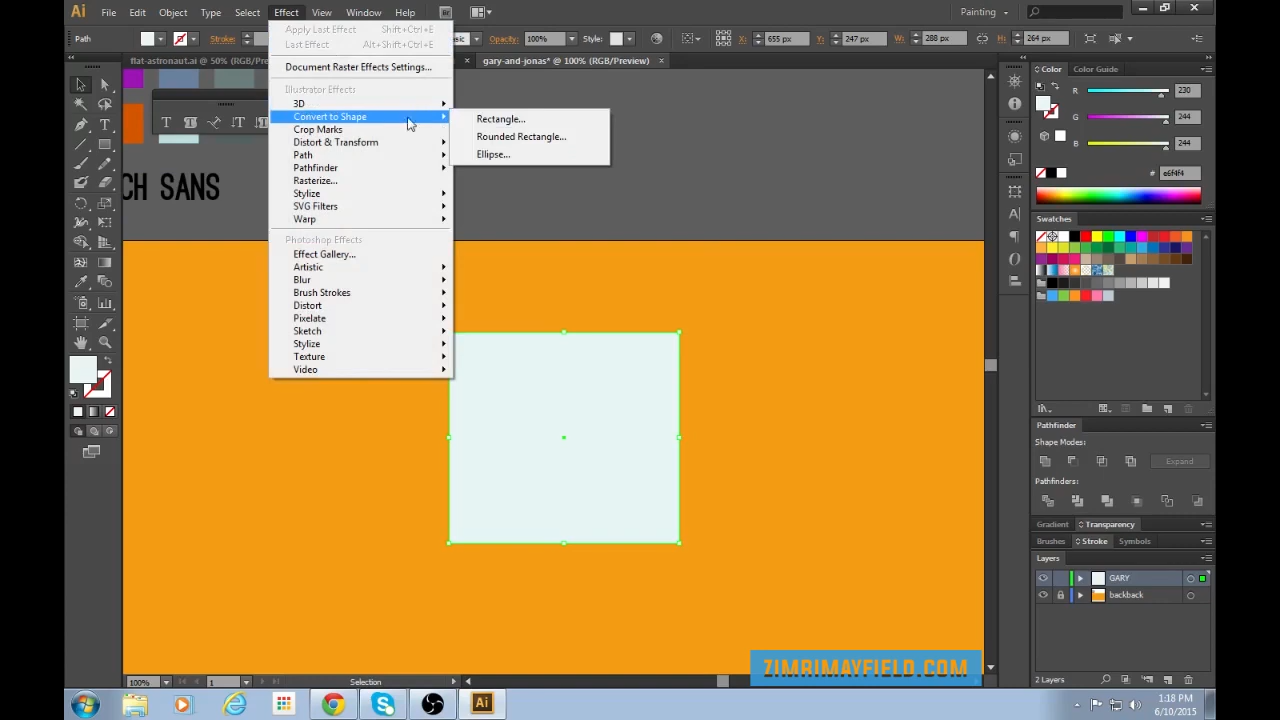 Ai File Edit Object Type Select Effect View Window Help Br Painting
Path Stroke: Opacity: 100% Style: X: 655 px Y: 247 px W: 288 px H: 264 px
flat-astronaut.ai @ 50% (RGB/Pre gary-and-jonas* @ 100% (RGB/Preview)
Apply Last Effect Shift+Ctrl+E
Last Effect Alt+Shift+Ctrl+E
Document Raster Effects Settings...
Illustrator Effects
3D
Convert to Shape
Crop Marks
Distort & Transform
Path
Pathfinder
Rasterize...
Stylize
SVG Filters
Warp
Photoshop Effects
Effect Gallery...
Artistic
Blur
Brush Strokes
Distort
Pixelate
Sketch
Stylize
Texture
Video
Rectangle...
Rounded Rectangle...
Ellipse...
CH SANS
Color Color Guide
R 230
G 244
B 244
# e6f4f4
Swatches
Pathfinder
Shape Modes:
Expand
Pathfinders:
Gradient Transparency
Brushes Stroke Symbols
Layers
GARY
backback
2 Layers
ZIMRIMAYFIELD.COM
100% 1 Selection
Ai
1:18 PM
6/10/2015